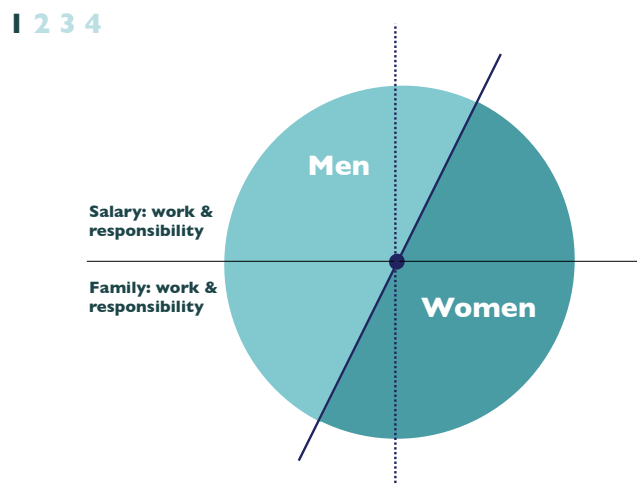 1 2 3 4
Men
Salary: work &
responsibility
Family: work &
responsibility
Women